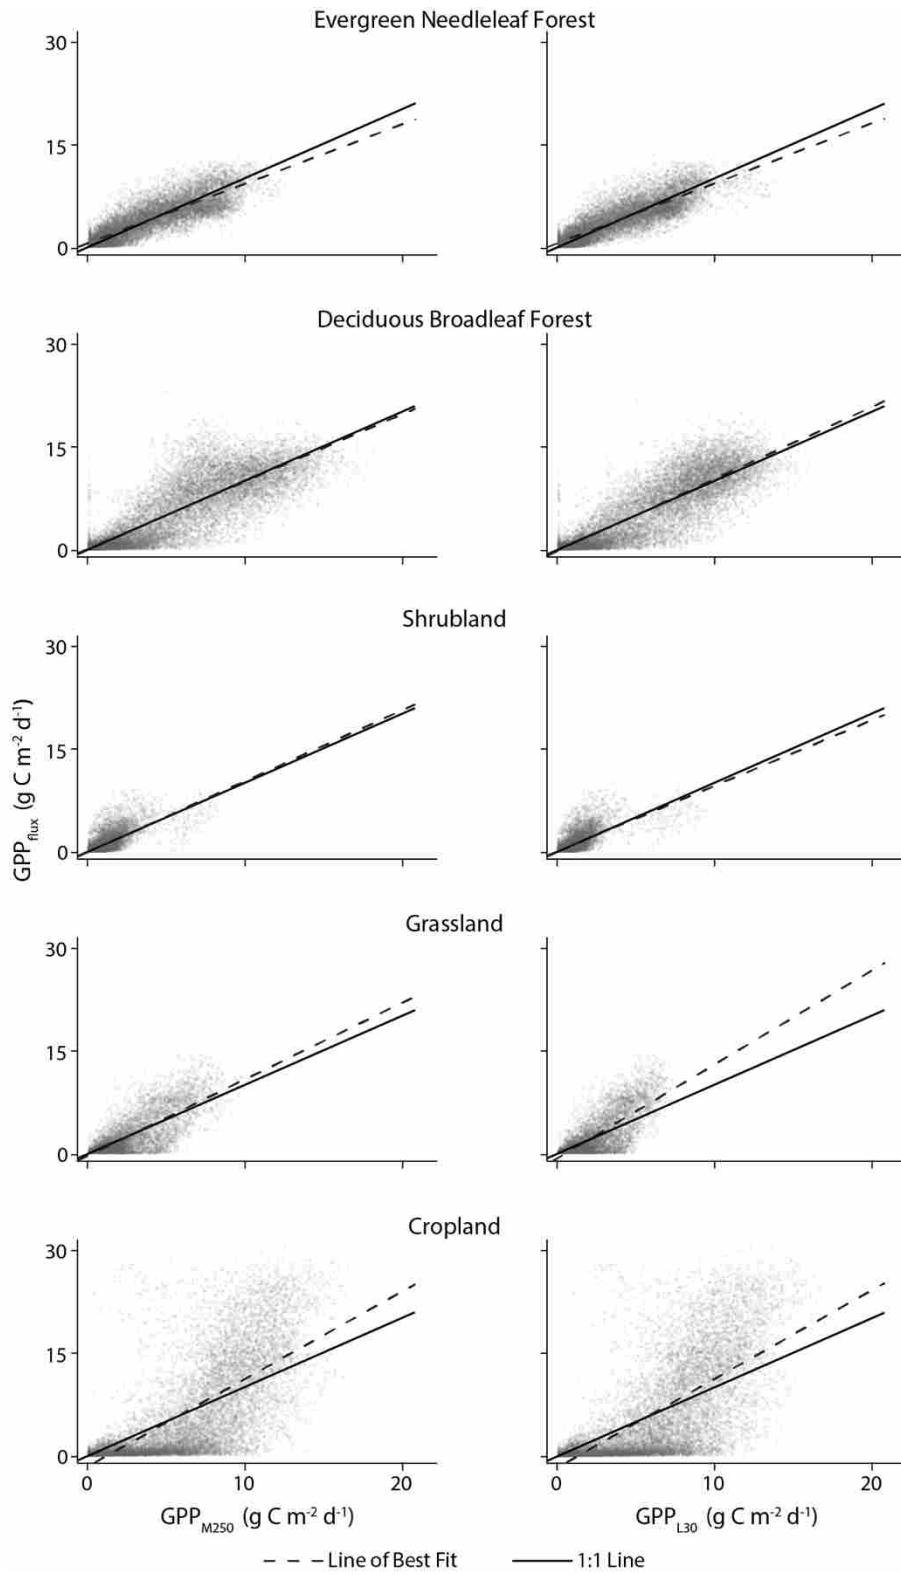 Evergreen Needleleaf Forest
30
15
0
Deciduous Broadleaf Forest
30
15
0
Shrubland
30
15
0
GPPflux (g C m-2 d-1)
Grassland
30
15
0
Cropland
30
15
0
0 10 20 0 10 20
GPPM250 (g C m-2 d-1) GPPL30 (g C m-2 d-1)
Line of Best Fit 1:1 Line